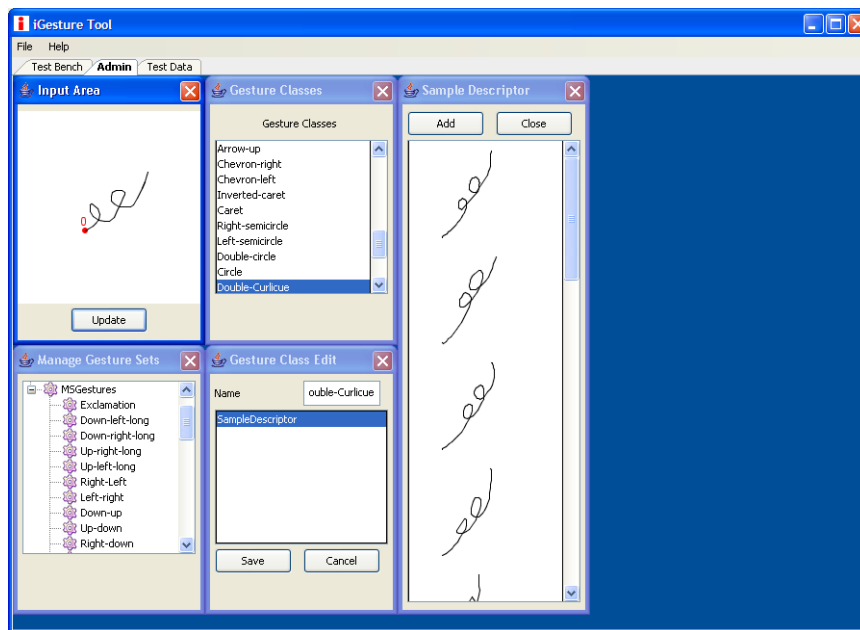 iGesture Tool
File Help
Test Bench Admin Test Data
Input Area
0
Update
Gesture Classes
Gesture Classes
Arrow-up
Chevron-right
Chevron-left
Inverted-caret
Caret
Right-semicircle
Left-semicircle
Double-circle
Circle
Double-Curlicue
Sample Descriptor
Add Close
Manage Gesture Sets
MSGestures
Exclamation
Down-left-long
Down-right-long
Up-right-long
Up-left-long
Right-Left
Left-right
Down-up
Up-down
Right-down
Gesture Class Edit
Name ouble-Curlicue
SampleDescriptor
Save Cancel